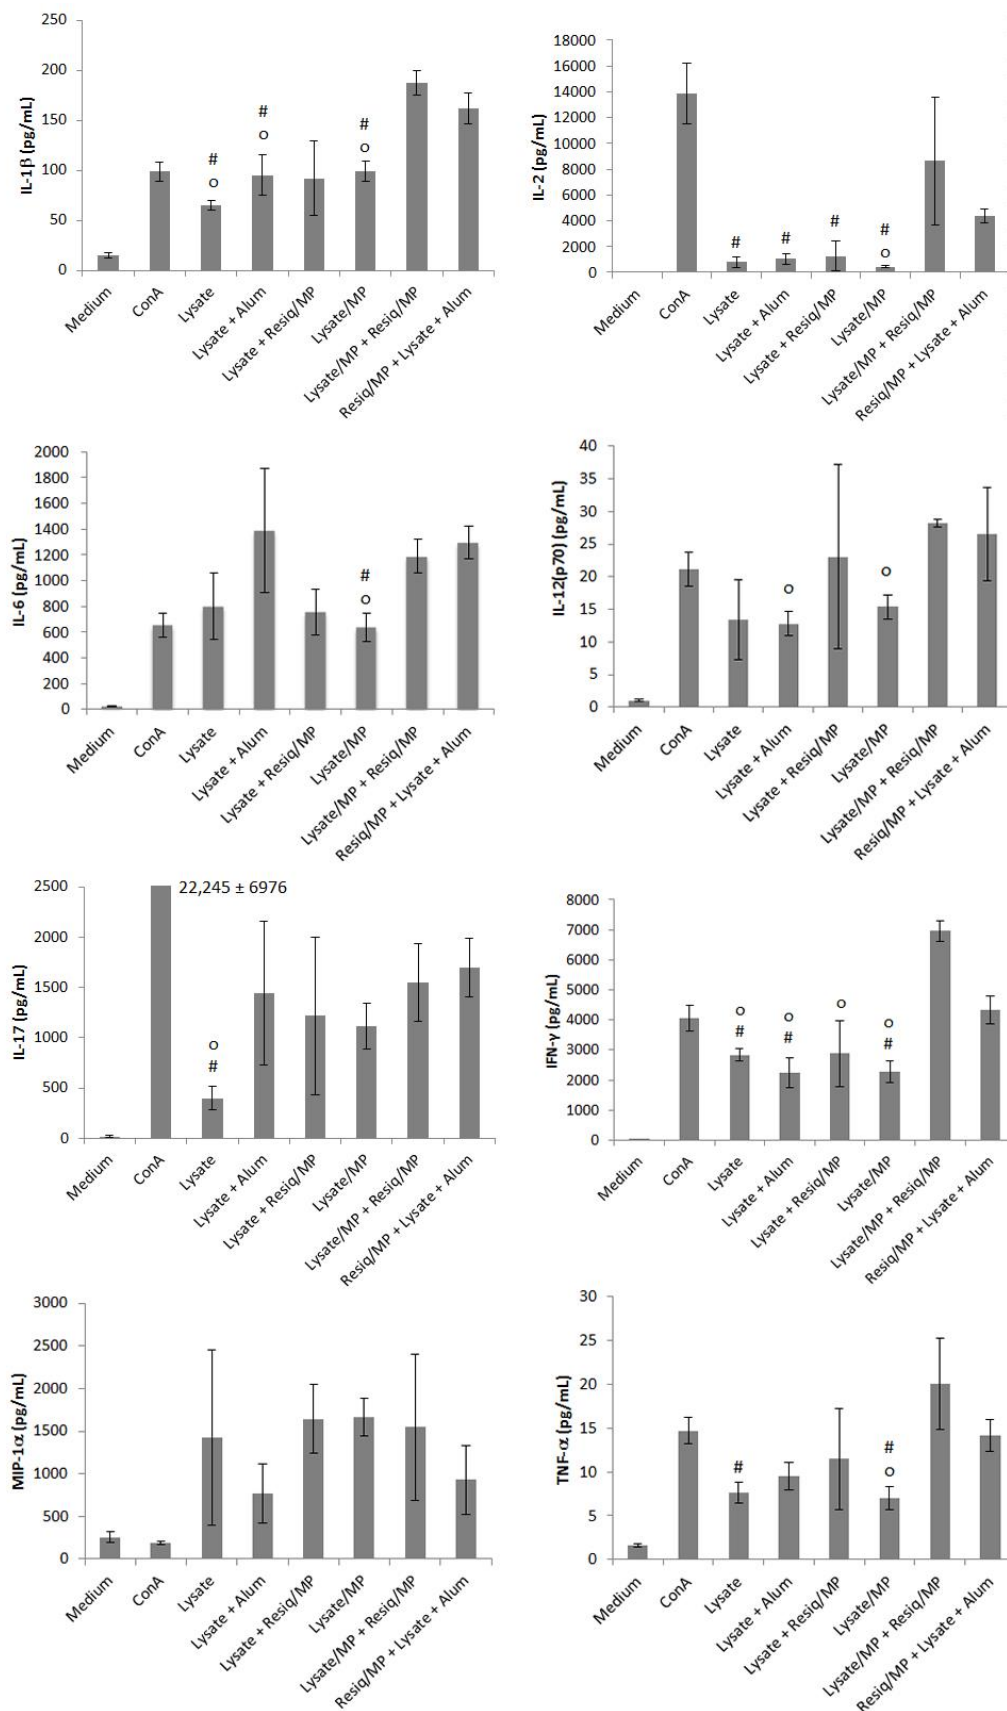 IL-1β (pg/mL)
250
200
150
100
50
0
#
o
#
o
#
o
Medium
ConA
Lysate
Lysate + Alum
Lysate + Resiq/MP
Lysate/MP
Lysate/MP + Resiq/MP
Resiq/MP + Lysate + Alum
IL-2 (pg/mL)
18000
16000
14000
12000
10000
8000
6000
4000
2000
0
#
#
#
#
o
Medium
ConA
Lysate
Lysate + Alum
Lysate + Resiq/MP
Lysate/MP
Lysate/MP + Resiq/MP
Resiq/MP + Lysate + Alum
IL-6 (pg/mL)
2000
1800
1600
1400
1200
1000
800
600
400
200
0
#
o
Medium
ConA
Lysate
Lysate + Alum
Lysate + Resiq/MP
Lysate/MP
Lysate/MP + Resiq/MP
Resiq/MP + Lysate + Alum
IL-12(p70) (pg/mL)
40
35
30
25
20
15
10
5
0
o
o
Medium
ConA
Lysate
Lysate + Alum
Lysate + Resiq/MP
Lysate/MP
Lysate/MP + Resiq/MP
Resiq/MP + Lysate + Alum
IL-17 (pg/mL)
2500
2000
1500
1000
500
0
22,245 ± 6976
o
#
Medium
ConA
Lysate
Lysate + Alum
Lysate + Resiq/MP
Lysate/MP
Lysate/MP + Resiq/MP
Resiq/MP + Lysate + Alum
IFN-γ (pg/mL)
8000
7000
6000
5000
4000
3000
2000
1000
0
o
#
o
#
o
o
#
Medium
ConA
Lysate
Lysate + Alum
Lysate + Resiq/MP
Lysate/MP
Lysate/MP + Resiq/MP
Resiq/MP + Lysate + Alum
MIP-1α (pg/mL)
3000
2500
2000
1500
1000
500
0
Medium
ConA
Lysate
Lysate + Alum
Lysate + Resiq/MP
Lysate/MP
Lysate/MP + Resiq/MP
Resiq/MP + Lysate + Alum
TNF-α (pg/mL)
30
25
20
15
10
5
0
#
#
o
Medium
ConA
Lysate
Lysate + Alum
Lysate + Resiq/MP
Lysate/MP
Lysate/MP + Resiq/MP
Resiq/MP + Lysate + Alum